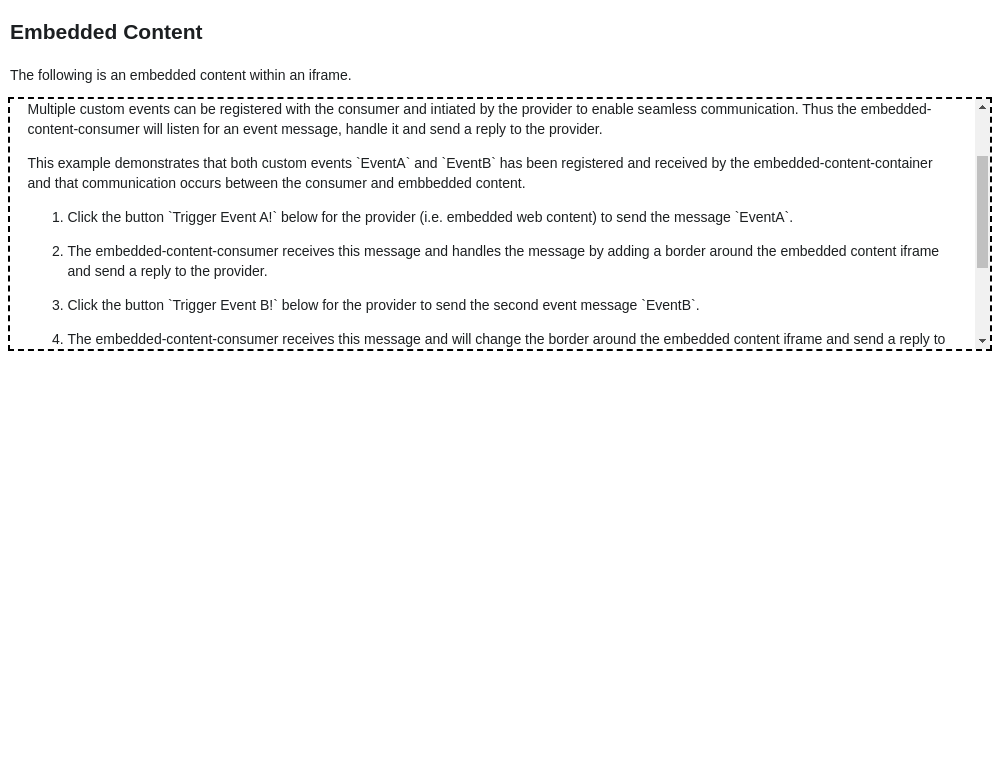 Embedded Content
The following is an embedded content within an iframe.
Multiple custom events can be registered with the consumer and intiated by the provider to enable seamless communication. Thus the embedded-
content-consumer will listen for an event message, handle it and send a reply to the provider.
This example demonstrates that both custom events `EventA` and `EventB` has been registered and received by the embedded-content-container
and that communication occurs between the consumer and embbedded content.
1. Click the button `Trigger Event A!` below for the provider (i.e. embedded web content) to send the message `EventA`.
2. The embedded-content-consumer receives this message and handles the message by adding a border around the embedded content iframe
and send a reply to the provider.
3. Click the button `Trigger Event B!` below for the provider to send the second event message `EventB`.
4. The embedded-content-consumer receives this message and will change the border around the embedded content iframe and send a reply to